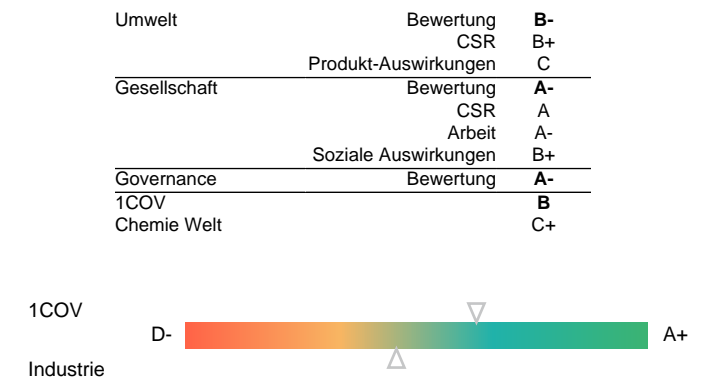 Umwelt Bewertung B-
CSR B+
Produkt-Auswirkungen C
Gesellschaft Bewertung A-
CSR A
Arbeit A-
Soziale Auswirkungen B+
Governance Bewertung A-
1COV B
Chemie Welt C+
1COV
D- A+
Industrie